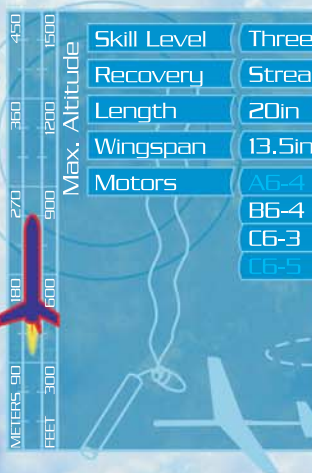 Skill Level Three
Recovery Strea
Length 20in
Wingspan 13.5in
Motors A6-4
B6-4
C6-3
C6-5
Max. Altitude
METERS 90 180 270 360 450
FEET 300 600 900 1200 1500